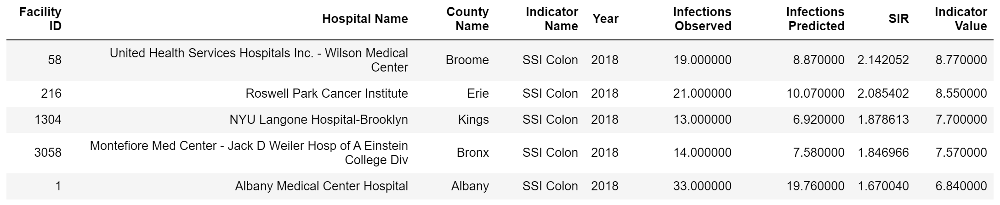 Facility ID Hospital Name County Name Indicator Name Year Infections Observed Infections Predicted SIR Indicator Value
58 United Health Services Hospitals Inc. - Wilson Medical Center Broome SSI Colon 2018 19.000000 8.870000 2.142052 8.770000
216 Roswell Park Cancer Institute Erie SSI Colon 2018 21.000000 10.070000 2.085402 8.550000
1304 NYU Langone Hospital-Brooklyn Kings SSI Colon 2018 13.000000 6.920000 1.878613 7.700000
3058 Montefiore Med Center - Jack D Weiler Hosp of A Einstein College Div Bronx SSI Colon 2018 14.000000 7.580000 1.846966 7.570000
1 Albany Medical Center Hospital Albany SSI Colon 2018 33.000000 19.760000 1.670040 6.840000